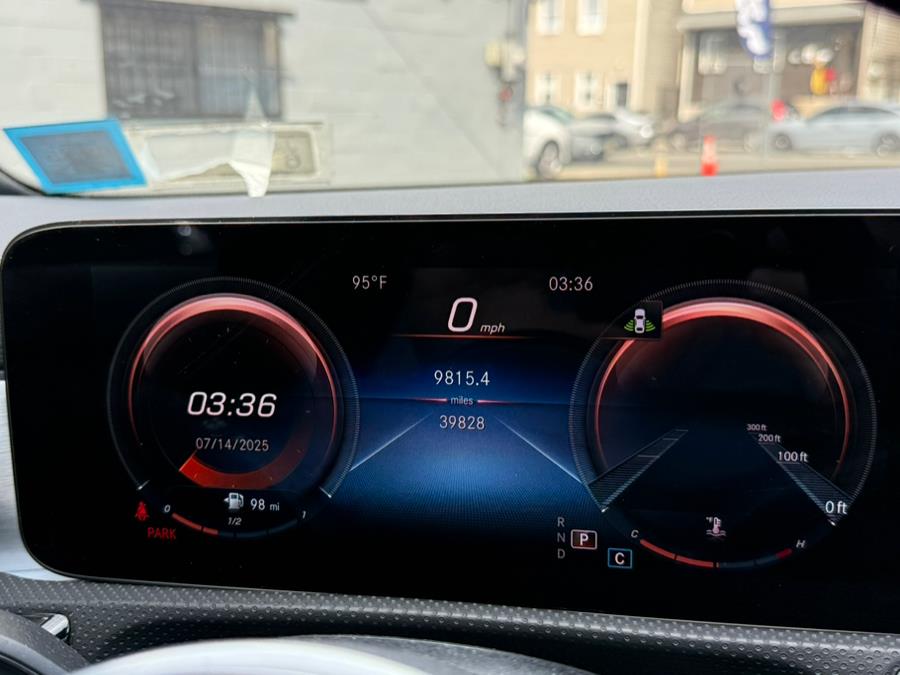 95°F
03:36
0 mph
9815.4
miles
39828
03:36
07/14/2025
98 mi
0
1/2
1
PARK
300 ft
200 ft
100 ft
0 ft
R
N
P
D
C
C
°F
H